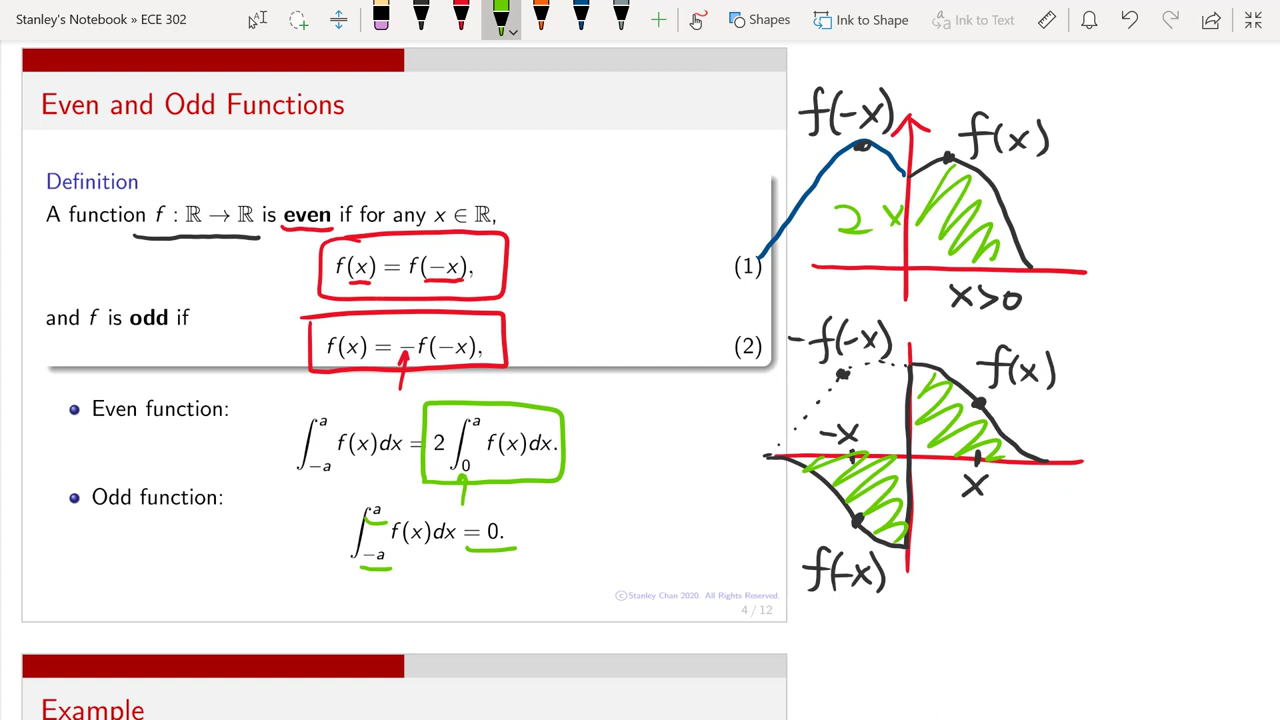 Stanley's Notebook » ECE 302
Shapes
Ink to Shape
Ink to Text
Even and Odd Functions
Definition
A function f : ℝ → ℝ is even if for any x ∈ ℝ,
f(x) = f(−x), (1)
and f is odd if
f(x) = −f(−x), (2)
Even function:
∫_{−a}^{a} f(x)dx = 2 ∫_{0}^{a} f(x)dx.
Odd function:
∫_{−a}^{a} f(x)dx = 0.
©Stanley Chan 2020. All Rights Reserved.
4 / 12
Example
f(-x)
f(x)
2 x
x>0
-f(-x)
f(x)
-x
x
f(-x)